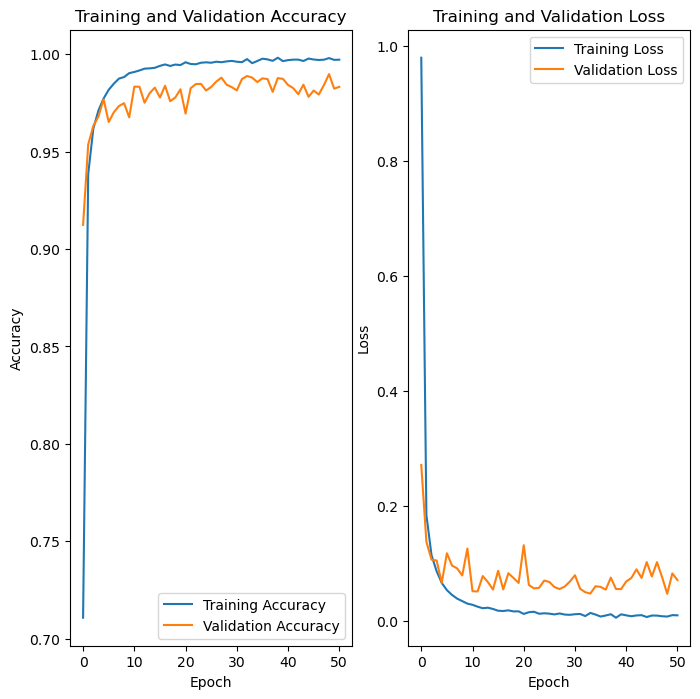 Training and Validation Accuracy
1.00
0.95
0.90
0.85
0.80
0.75
0.70
Accuracy
0 10 20 30 40 50
Epoch
Training Accuracy
Validation Accuracy
Training and Validation Loss
1.0
0.8
0.6
0.4
0.2
0.0
Loss
0 10 20 30 40 50
Epoch
Training Loss
Validation Loss